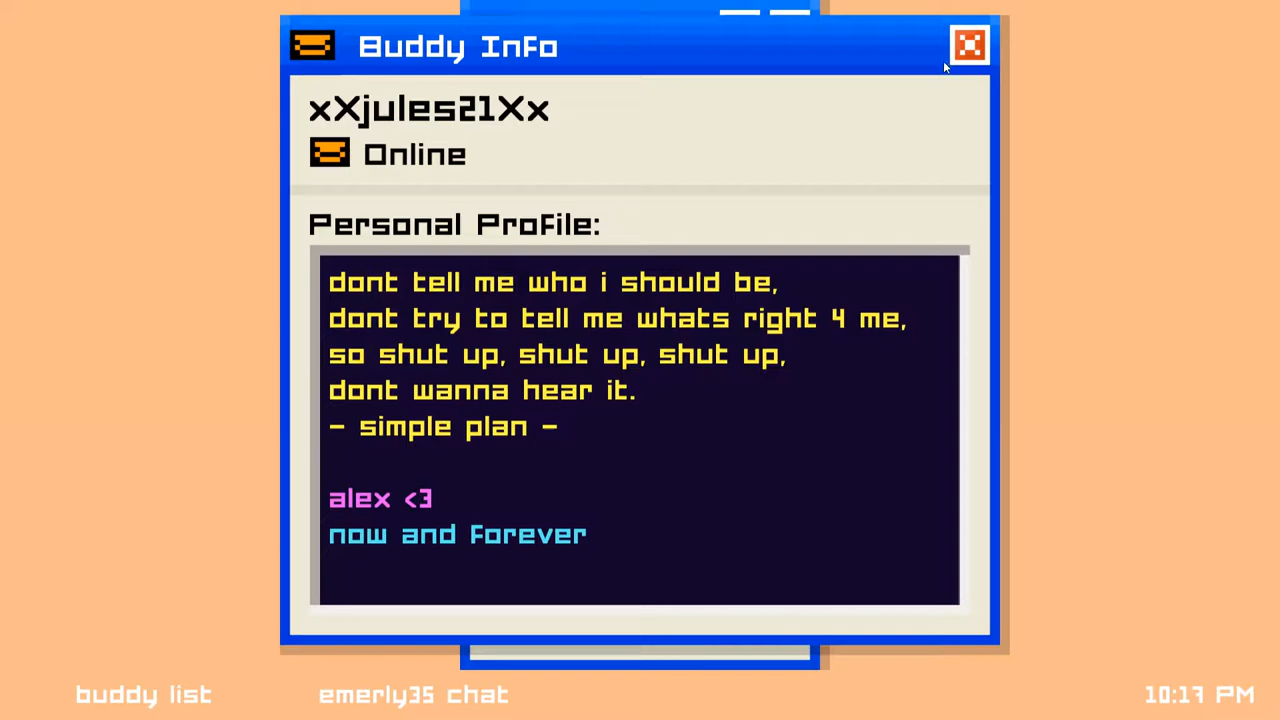 Buddy Info
xXjules21Xx
Online
Personal Profile:
dont tell me who i should be,
dont try to tell me whats right 4 me,
so shut up, shut up, shut up,
dont wanna hear it.
- simple plan -
alex <3
now and forever
buddy list
emerly35 chat
10:17 PM